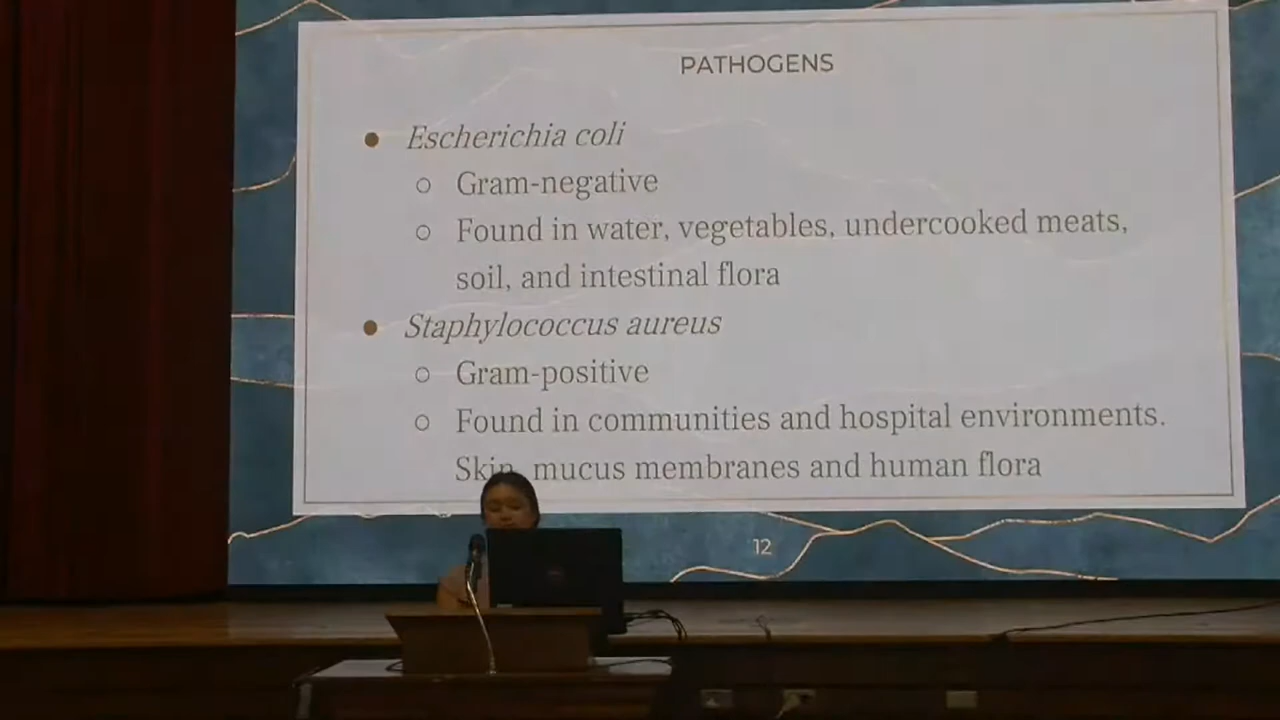 PATHOGENS
● Escherichia coli
○ Gram-negative
○ Found in water, vegetables, undercooked meats,
soil, and intestinal flora
● Staphylococcus aureus
○ Gram-positive
○ Found in communities and hospital environments.
Skin, mucus membranes and human flora
12